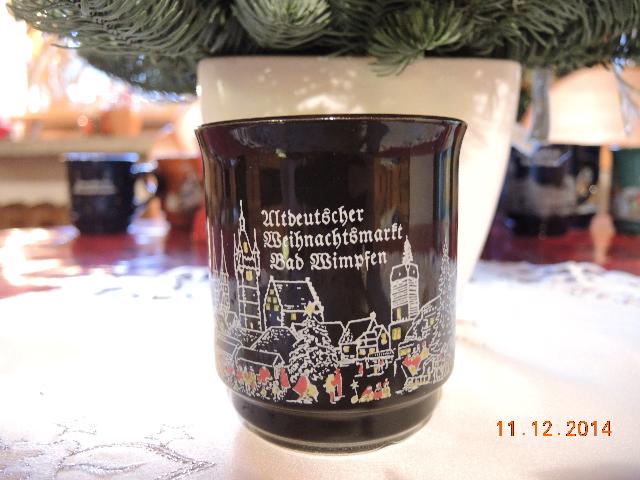 Altdeutscher
Weihnachtsmarkt
Bad Wimpfen
11.12.2014